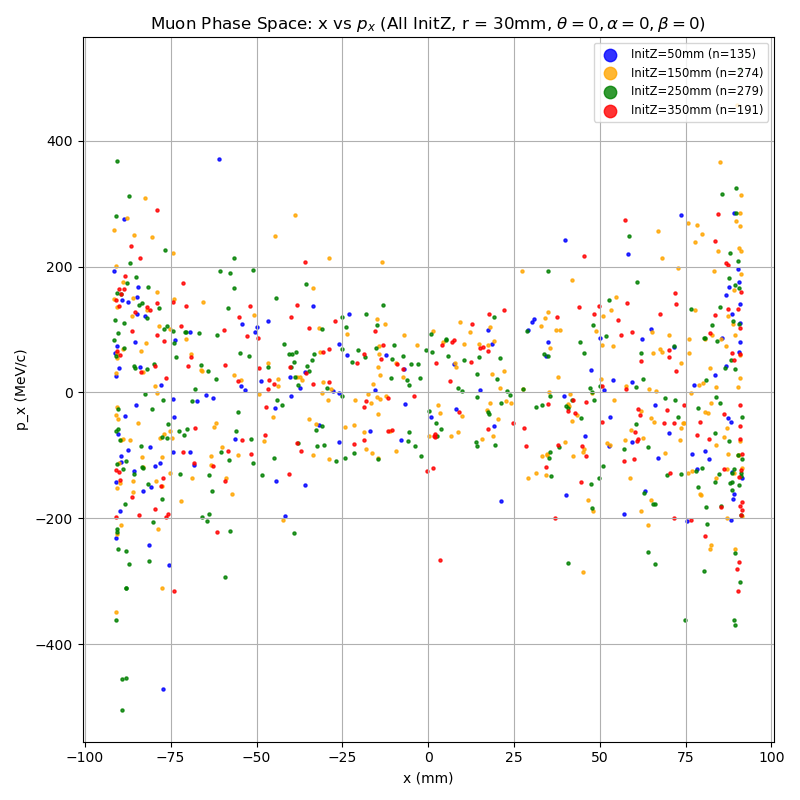 Muon Phase Space: x vs pₓ (All InitZ, r = 30mm, θ = 0, α = 0, β = 0)
InitZ=50mm (n=135)
InitZ=150mm (n=274)
InitZ=250mm (n=279)
InitZ=350mm (n=191)
p_x (MeV/c)
400
200
0
−200
−400
−100 −75 −50 −25 0 25 50 75 100
x (mm)